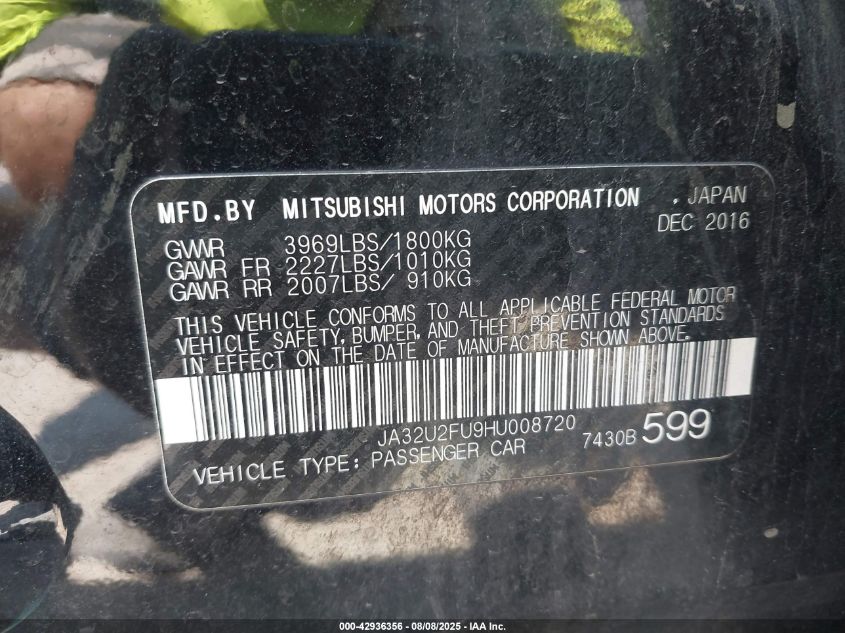 MFD.BY MITSUBISHI MOTORS CORPORATION , JAPAN
DEC 2016
GVWR 3969LBS/1800KG
GAWR FR 2227LBS/1010KG
GAWR RR 2007LBS/ 910KG
THIS VEHICLE CONFORMS TO ALL APPLICABLE FEDERAL MOTOR
VEHICLE SAFETY, BUMPER, AND THEFT PREVENTION STANDARDS
IN EFFECT ON THE DATE OF MANUFACTURE SHOWN ABOVE.
JA32U2FU9HU008720
7430B 599
VEHICLE TYPE: PASSENGER CAR
000-42936356 - 08/08/2025 - IAA Inc.